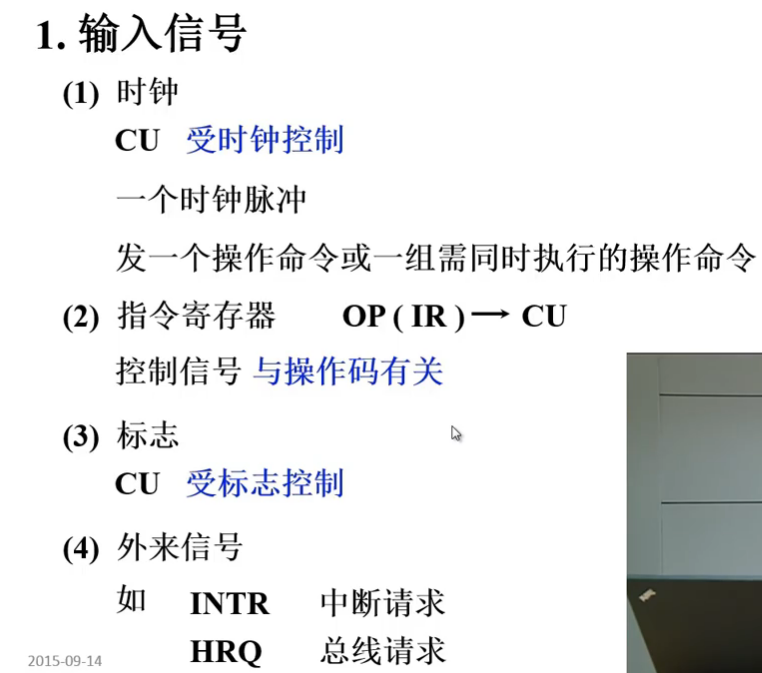 1. 输入信号
(1) 时钟
CU 受时钟控制
一个时钟脉冲
发一个操作命令或一组需同时执行的操作命令
(2) 指令寄存器 OP ( IR ) → CU
控制信号 与操作码有关
(3) 标志
CU 受标志控制
(4) 外来信号
如 INTR 中断请求
HRQ 总线请求
2015-09-14